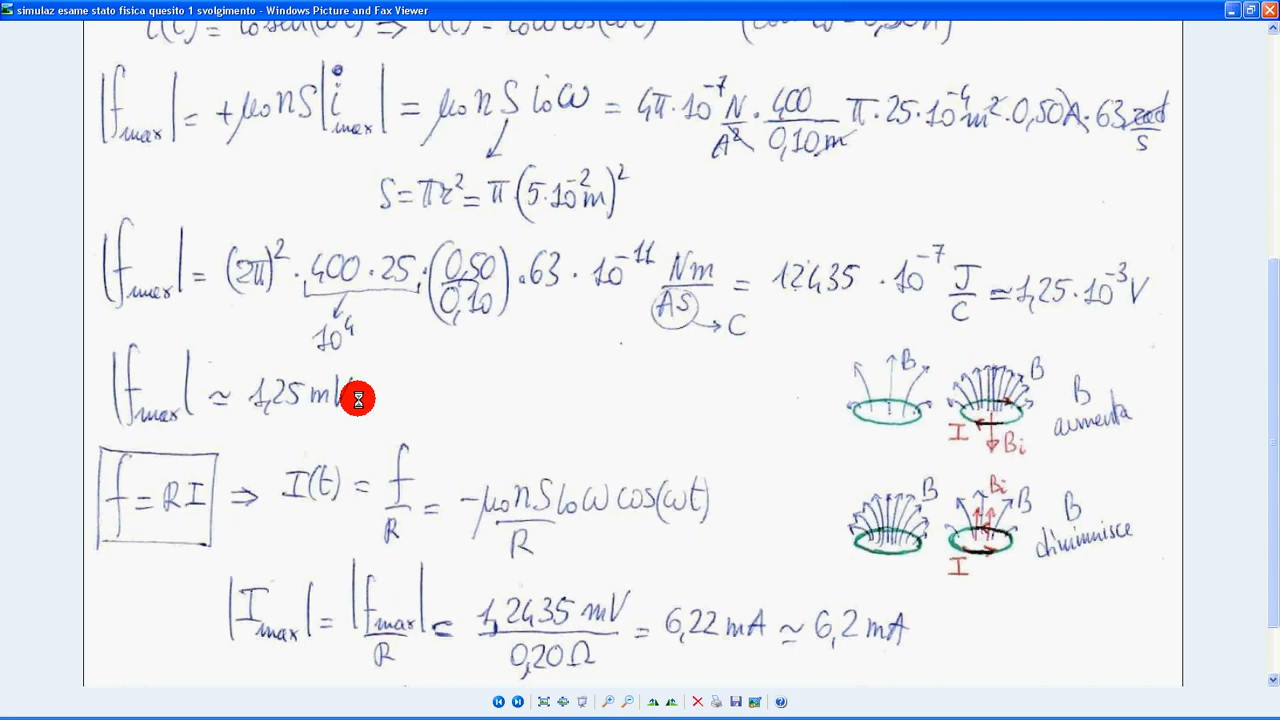 simulaz esame stato fisica quesito 1 svolgimento - Windows Picture and Fax Viewer
|f_max| = +μ₀nS|i̇_max| = μ₀nSi₀ω = 4π·10⁻⁷ N/A² · 400/0,10m π·25·10⁻⁴m²·0,50A·63 rad/s
S = πr² = π(5·10⁻²m)²
|f_max| = (2π)²·400·25·(0,50/0,10)·63·10⁻¹¹ Nm/AS = 12435·10⁻⁷ J/C ≃ 1,25·10⁻³V
10⁴
C
|f_max| ≃ 1,25 mV
B
B
B
aumenta
I
Bi
f = RI ⇒ I(t) = f/R = -μ₀nSi₀ω cos(ωt)/R
B
Bi
B
B
diminuisce
I
|I_max| = |f_max|/R = 1,2435 mV/0,20Ω = 6,22 mA ≃ 6,2 mA